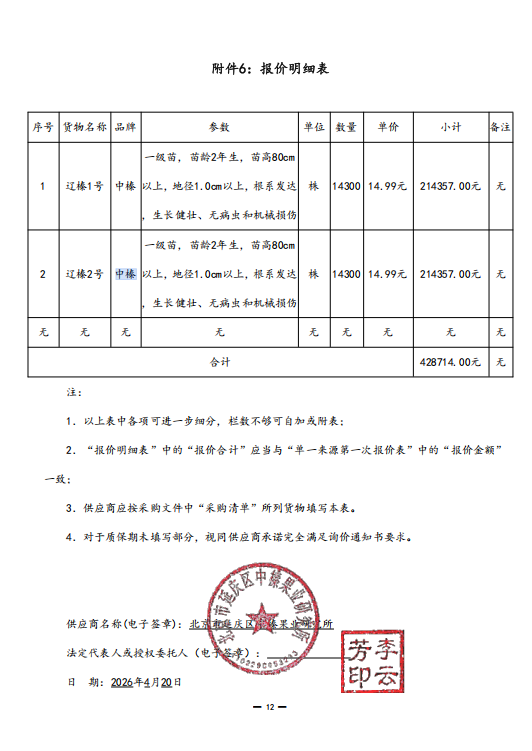 附件6：报价明细表
序号 货物名称 品牌 参数 单位 数量 单价 小计 备注
1 辽榛1号 中榛 一级苗，苗龄2年生，苗高80cm以上，地径1.0cm以上，根系发达，生长健壮、无病虫和机械损伤 株 14300 14.99元 214357.00元 无
2 辽榛2号 中榛 一级苗，苗龄2年生，苗高80cm以上，地径1.0cm以上，根系发达，生长健壮、无病虫和机械损伤 株 14300 14.99元 214357.00元 无
无 无 无 无 无 无 无 无 无
合计 428714.00元 无
注：
1．以上表中各项可进一步细分，栏数不够可自加或附表；
2．“报价明细表”中的“报价合计”应当与“单一来源第一次报价表”中的“报价金额”
一致；
3．供应商应按采购文件中“采购清单”所列货物填写本表。
4．对于质保期未填写部分，视同供应商承诺完全满足询价通知书要求。
北京市延庆区中榛果业研究所
供应商名称(电子签章)：北京市延庆区中榛果业研究所
法定代表人或授权委托人（电子签章）：
李云
芳印
日 期：2026年4月20日
— 12 —